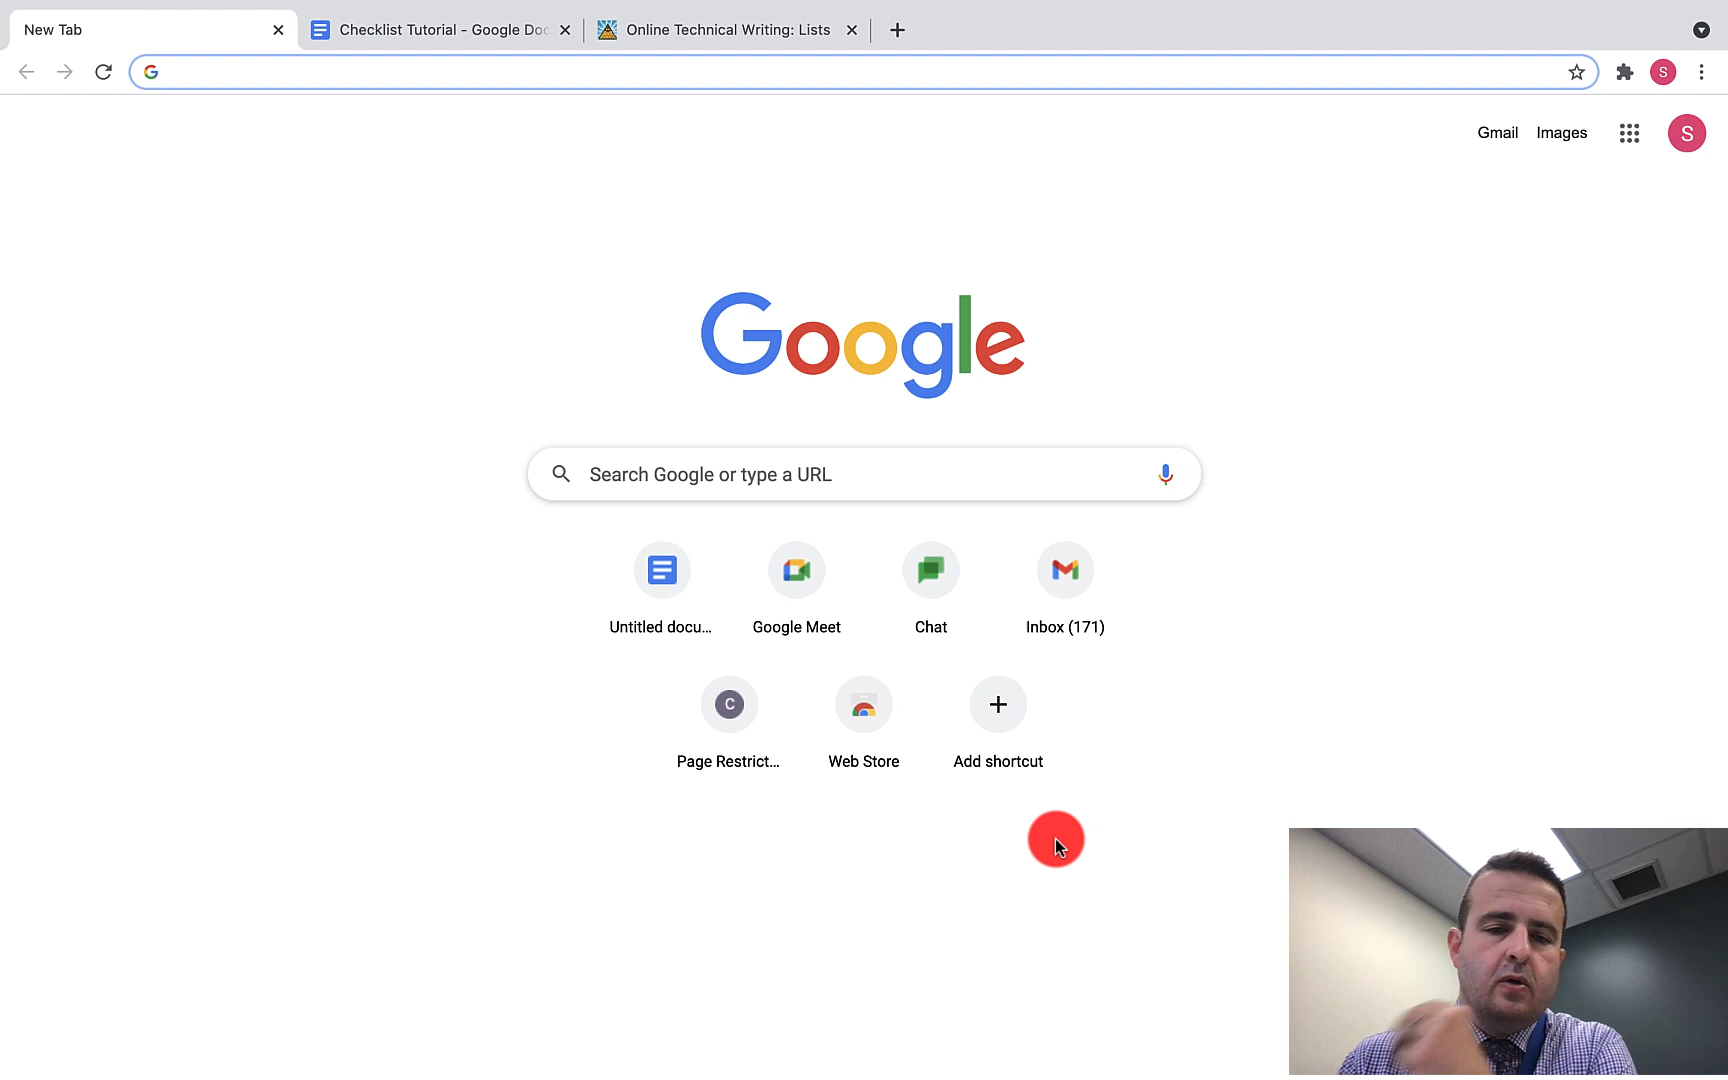 New Tab
Checklist Tutorial - Google Doc
Online Technical Writing: Lists
S
Gmail
Images
S
Google
Search Google or type a URL
Untitled docu...
Google Meet
Chat
Inbox (171)
C
Page Restrict...
Web Store
Add shortcut